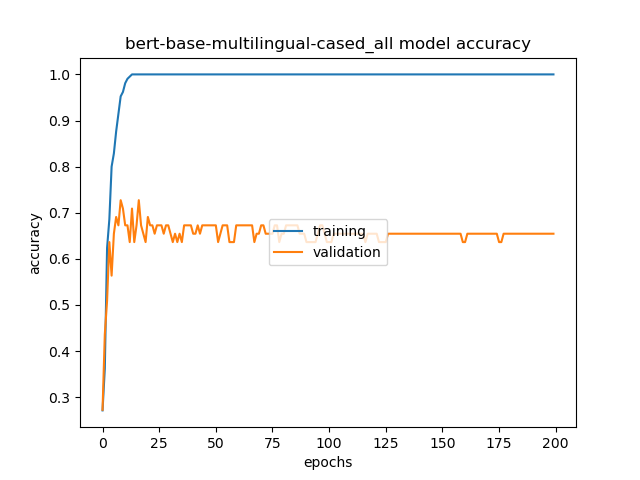 bert-base-multilingual-cased_all model accuracy
1.0
0.9
0.8
0.7
0.6
0.5
0.4
0.3
accuracy
training
validation
0 25 50 75 100 125 150 175 200
epochs